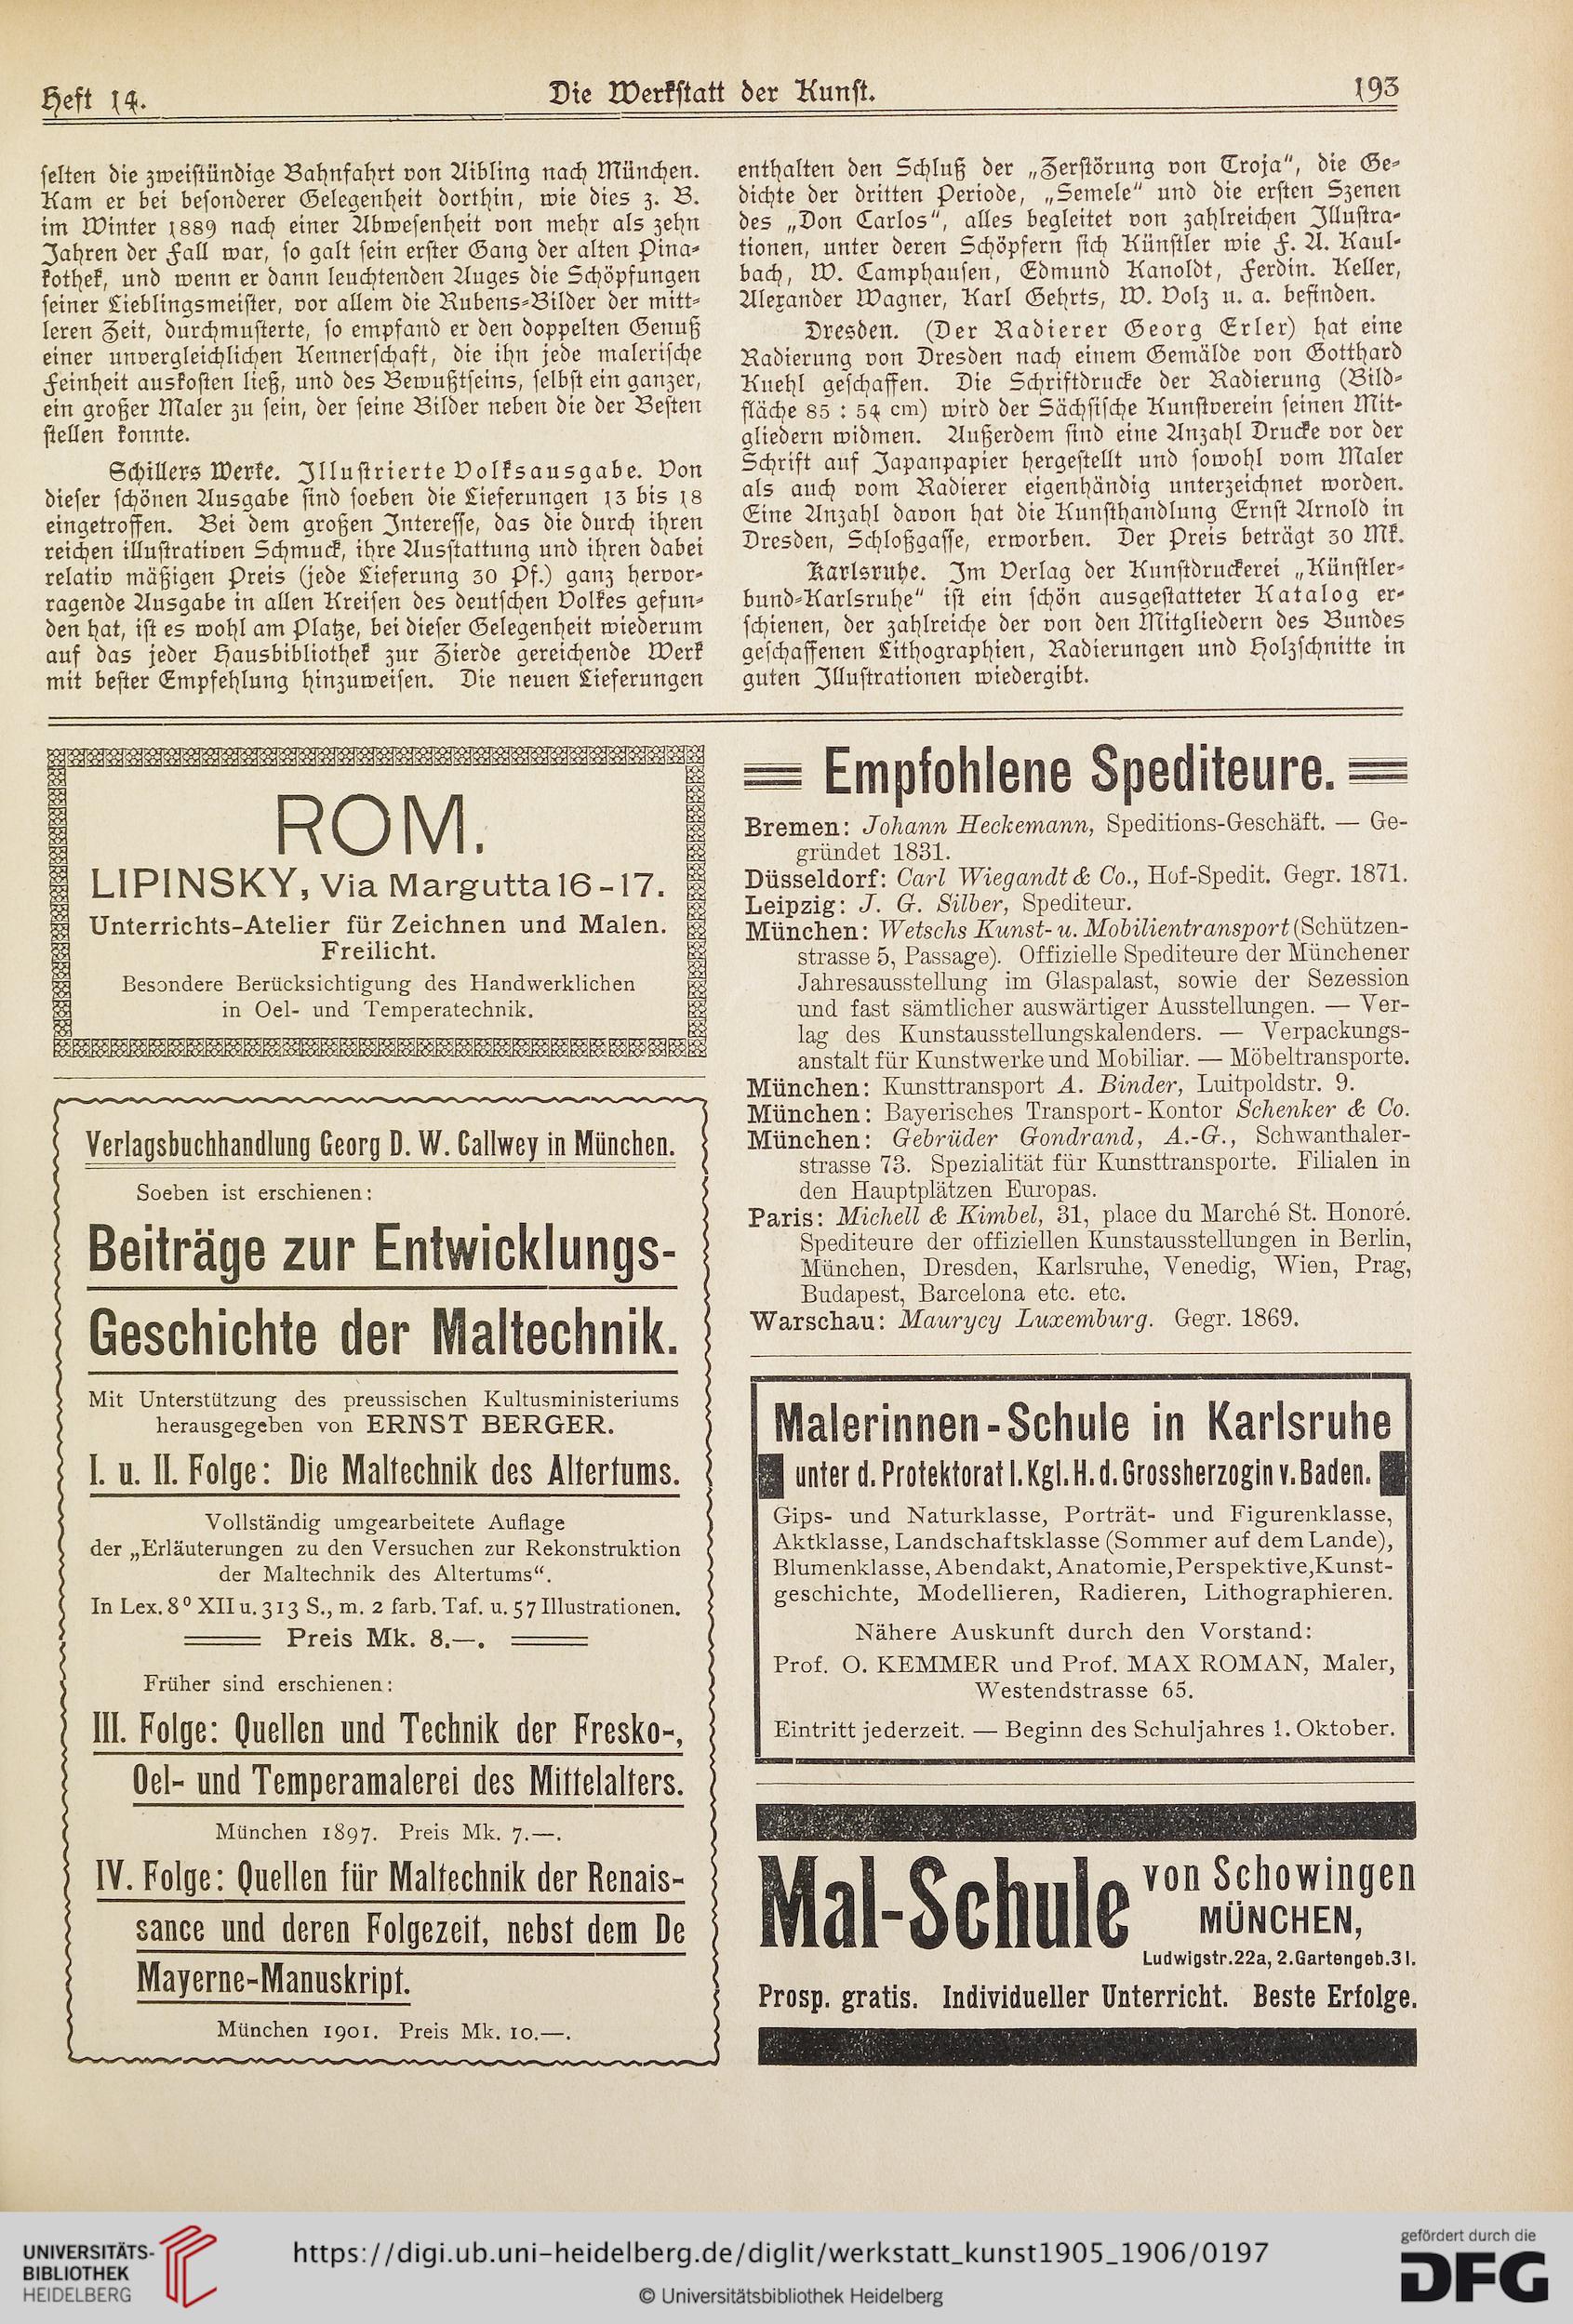 Heft 14.
Die Werkſtatt der Kunſt.
193
ſelten die zweiſtündige Bahnfahrt von Aibling nach München.
Kam er bei beſonderer Gelegenheit dorthin, wie dies z. B.
im Winter 1889 nach einer Abweſenheit von mehr als zehn
Jahren der Fall war, ſo galt ſein erſter Gang der alten Pina-
kothek, und wenn er dann leuchtenden Auges die Schöpfungen
ſeiner Lieblingsmeiſter, vor allem die Rubens-Bilder der mitt-
leren Zeit, durchmuſterte, ſo empfand er den doppelten Genuß
einer unvergleichlichen Kennerſchaft, die ihn jede maleriſche
Feinheit auskoſten ließ, und des Bewußtſeins, ſelbſt ein ganzer,
ein großer Maler zu ſein, der ſeine Bilder neben die der Beſten
ſtellen konnte.
Schillers Werke. Illuſtrierte Volksausgabe. Von
dieſer ſchönen Ausgabe ſind ſoeben die Lieferungen 13 bis 18
eingetroffen. Bei dem großen Intereſſe, das die durch ihren
reichen illuſtrativen Schmuck, ihre Ausſtattung und ihren dabei
relativ mäßigen Preis (jede Lieferung 30 Pf.) ganz hervor-
ragende Ausgabe in allen Kreiſen des deutſchen Volkes gefun-
den hat, iſt es wohl am Platze, bei dieſer Gelegenheit wiederum
auf das jeder Hausbibliothek zur Zierde gereichende Werk
mit beſter Empfehlung hinzuweiſen. Die neuen Lieferungen
enthalten den Schluß der „Zerſtörung von Troja“, die Ge-
dichte der dritten Periode, „Semele“ und die erſten Szenen
des „Don Carlos“, alles begleitet von zahlreichen Illuſtra-
tionen, unter deren Schöpfern ſich Künſtler wie F. A. Kaul-
bach, W. Camphauſen, Edmund Kanoldt, Ferdin. Keller,
Alexander Wagner, Karl Gehrts, W. Volz u. a. befinden.
Dresden. (Der Radierer Georg Erler) hat eine
Radierung von Dresden nach einem Gemälde von Gotthard
Kuehl geſchaffen. Die Schriftdrucke der Radierung (Bild-
fläche 85 : 54 cm) wird der Sächſiſche Kunſtverein ſeinen Mit-
gliedern widmen. Außerdem ſind eine Anzahl Drucke vor der
Schrift auf Japanpapier hergeſtellt und ſowohl vom Maler
als auch vom Radierer eigenhändig unterzeichnet worden.
Eine Anzahl davon hat die Kunſthandlung Ernſt Arnold in
Dresden, Schloßgaſſe, erworben. Der Preis beträgt 30 Mk.
Karlsruhe. Im Verlag der Kunſtdruckerei „Künſtler-
bund-Karlsruhe“ iſt ein ſchön ausgeſtatteter Katalog er-
ſchienen, der zahlreiche der von den Mitgliedern des Bundes
geſchaffenen Lithographien, Radierungen und Holzſchnitte in
guten Illuſtrationen wiedergibt.
ROM.
LIPINSKY, Via Margutta 16-17.
Unterrichts-Atelier für Zeichnen und Malen.
Freilicht.
Besondere Berücksichtigung des Handwerklichen
in Oel- und Temperatechnik.
Verlagsbuchhandlung Georg D. W. Callwey in München.
Soeben ist erschienen:
Beiträge zur Entwicklungs-
Geschichte der Maltechnik.
Mit Unterstützung des preussischen Kultusministeriums
herausgegeben von ERNST BERGER.
I. u. II. Folge: Die Maltechnik des Altertums.
Vollständig umgearbeitete Auflage
der „Erläuterungen zu den Versuchen zur Rekonstruktion
der Maltechnik des Altertums“.
In Lex. 8⁰ XII u. 313 S., m. 2 farb. Taf. u. 57 Illustrationen.
Preis Mk. 8.—.
Früher sind erschienen:
III. Folge: Quellen und Technik der Fresko-,
Oel- und Temperamalerei des Mittelalters.
München 1897. Preis Mk. 7.—.
IV. Folge: Quellen für Maltechnik der Renais-
sance und deren Folgezeit, nebst dem De
Mayerne-Manuskript.
München 1901. Preis Mk. 10.—.
Empfohlene Spediteure.
Bremen: Johann Heckemann, Speditions-Geschäft. — Ge-
gründet 1831.
Düsseldorf: Carl Wiegandt & Co., Hof-Spedit. Gegr. 1871.
Leipzig: J. G. Silber, Spediteur.
München: Wetschs Kunst- u. Mobilientransport (Schützen-
strasse 5, Passage). Offizielle Spediteure der Münchener
Jahresausstellung im Glaspalast, sowie der Sezession
und fast sämtlicher auswärtiger Ausstellungen. — Ver-
lag des Kunstausstellungskalenders. — Verpackungs-
anstalt für Kunstwerke und Mobiliar. — Möbeltransporte.
München: Kunsttransport A. Binder, Luitpoldstr. 9.
München: Bayerisches Transport-Kontor Schenker & Co.
München: Gebrüder Gondrand, A.-G., Schwanthaler-
strasse 73. Spezialität für Kunsttransporte. Filialen in
den Hauptplätzen Europas.
Paris: Michell & Kimbel, 31, place du Marché St. Honoré.
Spediteure der offiziellen Kunstausstellungen in Berlin,
München, Dresden, Karlsruhe, Venedig, Wien, Prag,
Budapest, Barcelona etc. etc.
Warschau: Maurycy Luxemburg. Gegr. 1869.
Malerinnen-Schule in Karlsruhe
unter d. Protektorat I. Kgl. H. d. Grossherzogin v. Baden.
Gips- und Naturklasse, Porträt- und Figurenklasse,
Aktklasse, Landschaftsklasse (Sommer auf dem Lande),
Blumenklasse, Abendakt, Anatomie, Perspektive, Kunst-
geschichte, Modellieren, Radieren, Lithographieren.
Nähere Auskunft durch den Vorstand:
Prof. O. KEMMER und Prof. MAX ROMAN, Maler,
Westendstrasse 65.
Eintritt jederzeit. — Beginn des Schuljahres 1. Oktober.
Mal-Schule von Schowingen
MÜNCHEN,
Ludwigstr. 22a, 2. Gartengeb. 3 l.
Prosp. gratis. Individueller Unterricht. Beste Erfolge.
UNIVERSITÄTS-
BIBLIOTHEK
HEIDELBERG
https://digi.ub.uni-heidelberg.de/diglit/werkstatt_kunst1905_1906/0197
© Universitätsbibliothek Heidelberg
gefördert durch die
DFG